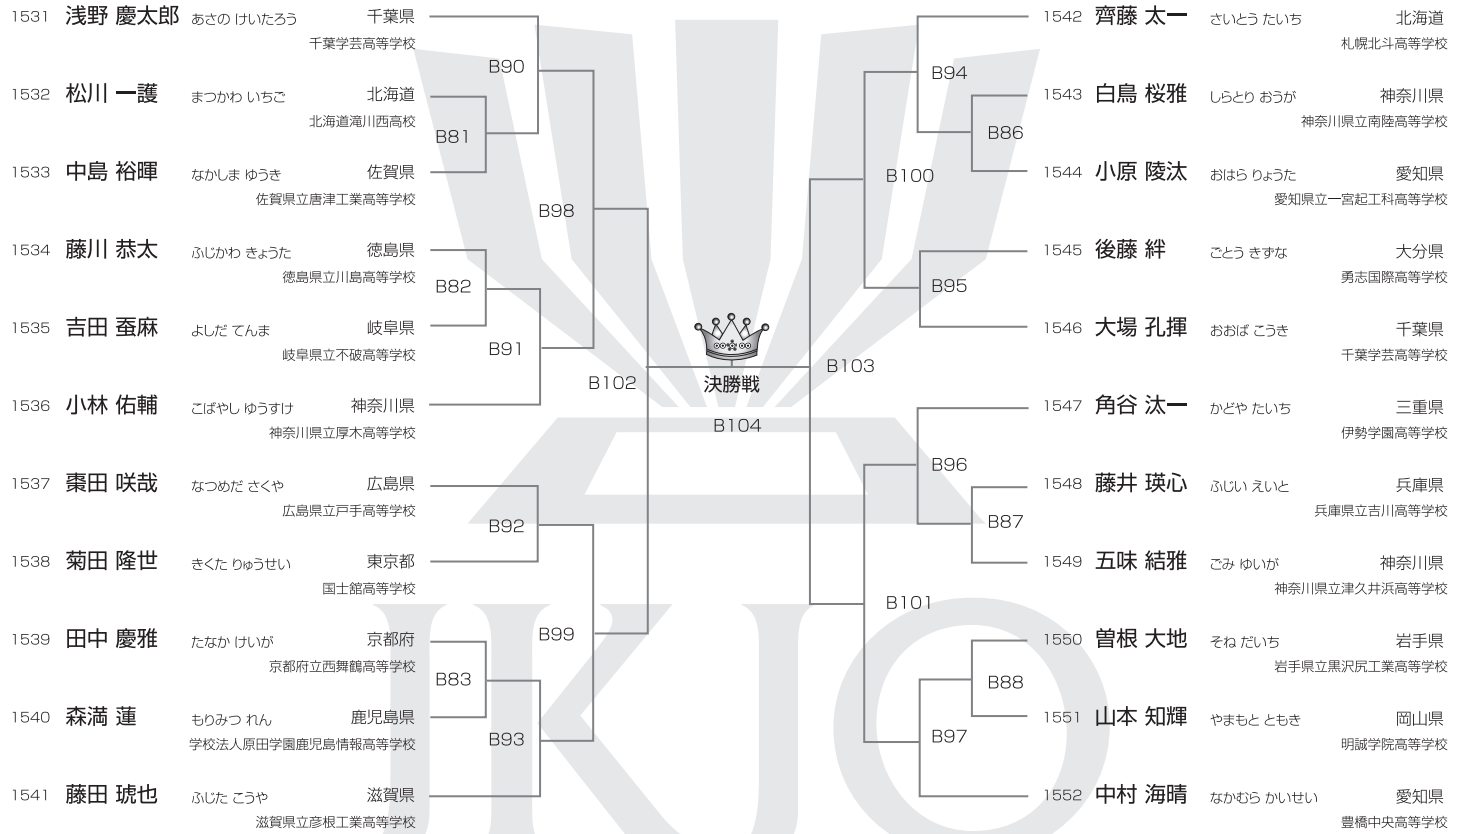 1531 浅野 慶太郎 あさの けいたろう 千葉県
千葉学芸高等学校
B90
1532 松川 一護 まつかわ いちご 北海道
北海道滝川西高校
B81
1533 中島 裕暉 なかしま ゆうき 佐賀県
佐賀県立唐津工業高等学校
B98
1534 藤川 恭太 ふじかわ きょうた 徳島県
徳島県立川島高等学校
B82
1535 吉田 蚕麻 よしだ てんま 岐阜県
岐阜県立不破高等学校
B91
1536 小林 佑輔 こばやし ゆうすけ 神奈川県
神奈川県立厚木高等学校
B102
1537 棗田 咲哉 なつめだ さくや 広島県
広島県立戸手高等学校
B92
1538 菊田 隆世 きくた りゅうせい 東京都
国士舘高等学校
B99
1539 田中 慶雅 たなか けいが 京都府
京都府立西舞鶴高等学校
B83
1540 森満 蓮 もりみつ れん 鹿児島県
学校法人原田学園鹿児島情報高等学校
B93
1541 藤田 琥也 ふじた こうや 滋賀県
滋賀県立彦根工業高等学校
決勝戦
B104
JKJO
1542 齊藤 太一 さいとう たいち 北海道
札幌北斗高等学校
B94
1543 白鳥 桜雅 しらとり おうが 神奈川県
神奈川県立南陵高等学校
B86
1544 小原 陵汰 おはら りょうた 愛知県
愛知県立一宮起工科高等学校
B100
1545 後藤 絆 ごとう きずな 大分県
勇志国際高等学校
B95
1546 大場 孔揮 おおば こうき 千葉県
千葉学芸高等学校
B103
1547 角谷 汰一 かどや たいち 三重県
伊勢学園高等学校
B96
1548 藤井 瑛心 ふじい えいと 兵庫県
兵庫県立吉川高等学校
B87
1549 五味 結雅 ごみ ゆいが 神奈川県
神奈川県立津久井浜高等学校
B101
1550 曽根 大地 そね だいち 岩手県
岩手県立黒沢尻工業高等学校
B88
1551 山本 知輝 やまもと ともき 岡山県
明誠学院高等学校
B97
1552 中村 海晴 なかむら かいせい 愛知県
豊橋中央高等学校